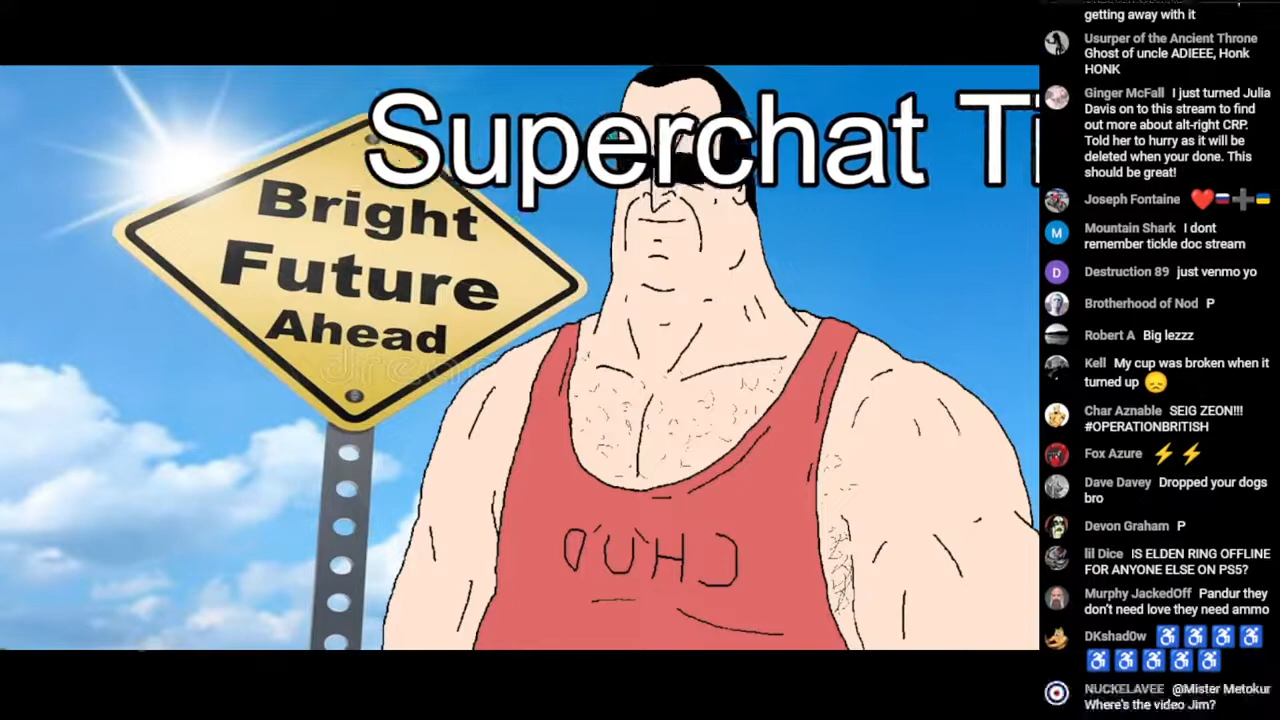 Superchat Ti
Bright
Future
Ahead
CHUD
getting away with it
Usurper of the Ancient Throne
Ghost of uncle ADIEEE, Honk
HONK
Ginger McFall I just turned Julia
Davis on to this stream to find
out more about alt-right CRP.
Told her to hurry as it will be
deleted when your done. This
should be great!
Joseph Fontaine
Mountain Shark I dont
remember tickle doc stream
Destruction 89 just venmo yo
Brotherhood of Nod P
Robert A Big lezzz
Kell My cup was broken when it
turned up
Char Aznable SEIG ZEON!!!
#OPERATIONBRITISH
Fox Azure
Dave Davey Dropped your dogs
bro
Devon Graham P
lil Dice IS ELDEN RING OFFLINE
FOR ANYONE ELSE ON PS5?
Murphy JackedOff Pandur they
don't need love they need ammo
DKshad0w
NUCKELAVEE @Mister Metokur
Where's the video Jim?